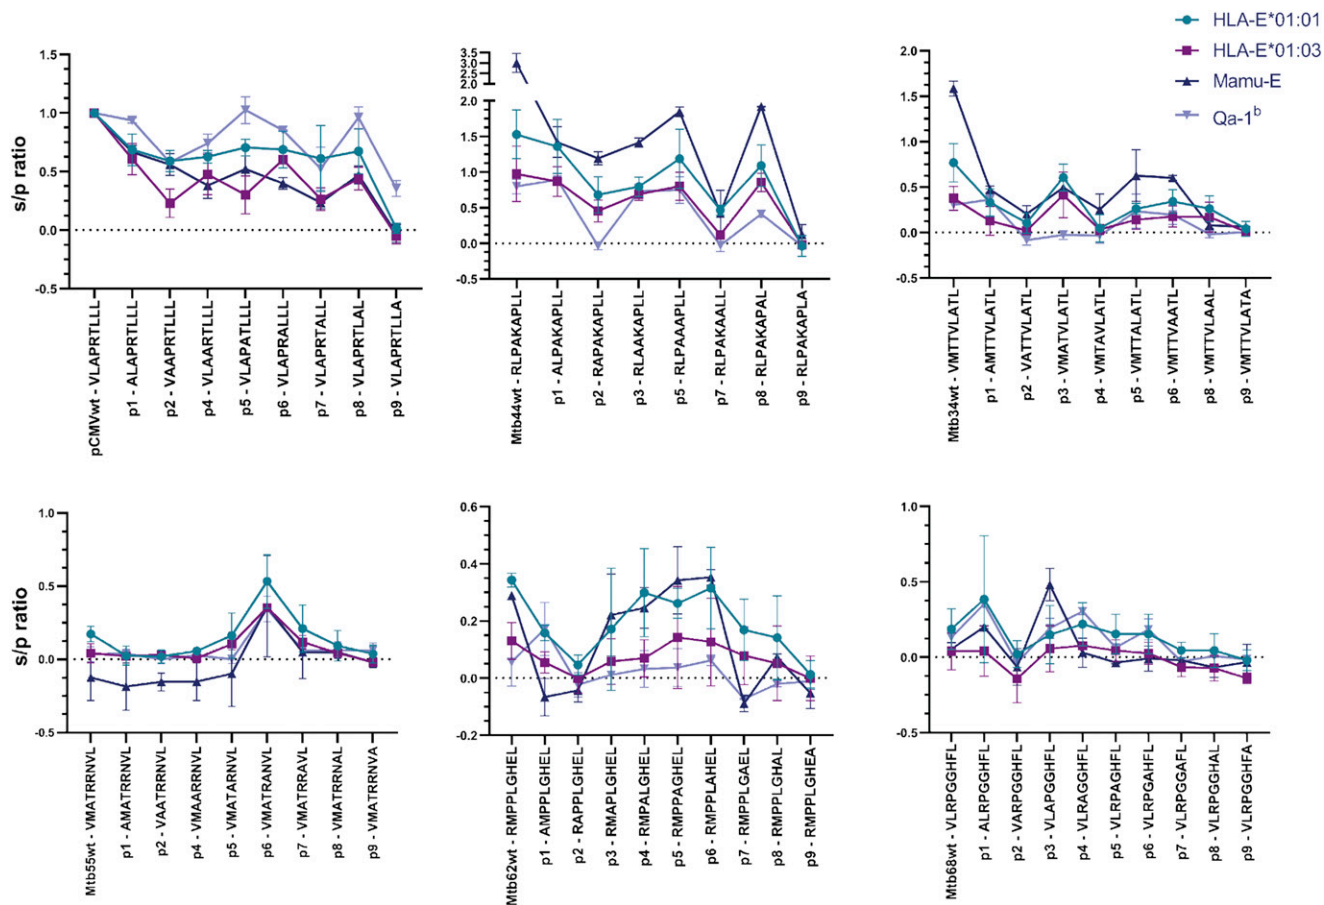 HLA-E*01:01
HLA-E*01:03
Mamu-E
Qa-1ᵇ
s/p ratio
1.5
1.0
0.5
0.0
-0.5
pCMVwt - VLAPRTLLL
p1 - ALAPRTLLL
p2 - VAAPRTLLL
p4 - VLAARTLLL
p5 - VLAPATLLL
p6 - VLAPRALLL
p7 - VLAPRTALL
p8 - VLAPRTLAL
p9 - VLAPRTLLA
3.5
3.0
2.5
2.0
2.0
1.5
1.0
0.5
0.0
-0.5
Mtb44wt - RLPAKAPLL
p1 - ALPAKAPLL
p2 - RAPAKAPLL
p3 - RLAAKAPLL
p5 - RLPAAAPLL
p7 - RLPAKAALL
p8 - RLPAKAPAL
p9 - RLPAKAPLA
2.0
1.5
1.0
0.5
0.0
-0.5
Mtb34wt - VMTTVLATL
p1 - AMTTVLATL
p2 - VATTVLATL
p3 - VMATVLATL
p4 - VMTAVLATL
p5 - VMTTALATL
p6 - VMTTVAATL
p8 - VMTTVLAAL
p9 - VMTTVLATA
s/p ratio
1.0
0.5
0.0
-0.5
Mtb55wt - VMATRRNVL
p1 - AMATRRNVL
p2 - VAATRRNVL
p4 - VMAARRNVL
p5 - VMATARNVL
p6 - VMATRANVL
p7 - VMATRRAVL
p8 - VMATRRNAL
p9 - VMATRRNVA
0.6
0.4
0.2
0.0
-0.2
Mtb62wt - RMPPLGHEL
p1 - AMPPLGHEL
p2 - RAPPLGHEL
p3 - RMAPLGHEL
p4 - RMPALGHEL
p5 - RMPPAGHEL
p6 - RMPPLAHEL
p7 - RMPPLGAEL
p8 - RMPPLGHAL
p9 - RMPPLGHEA
1.0
0.5
0.0
-0.5
Mtb68wt - VLRPGGHFL
p1 - ALRPGGHFL
p2 - VARPGGHFL
p3 - VLAPGGHFL
p4 - VLRAGGHFL
p5 - VLRPAGHFL
p6 - VLRPGAHFL
p7 - VLRPGGAFL
p8 - VLRPGGHAL
p9 - VLRPGGHFA